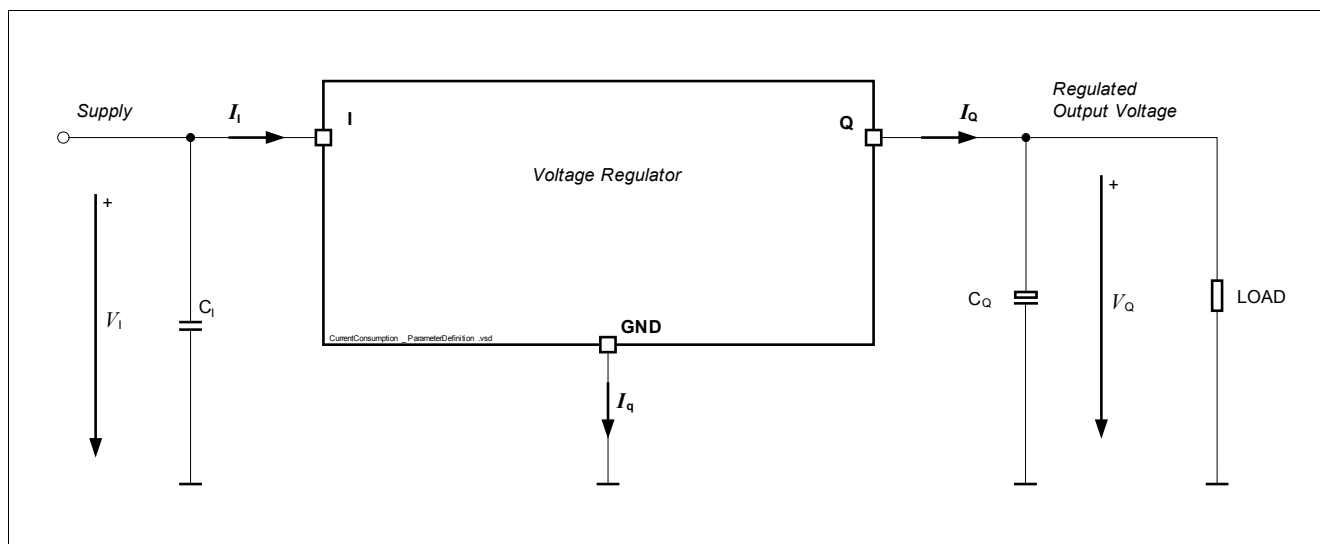 Supply
I_I
I
Q
I_Q
Regulated
Output Voltage
Voltage Regulator
+
+
V_I
C_I
C_Q
V_Q
LOAD
GND
CurrentConsumption _ ParameterDefinition .vsd
I_q